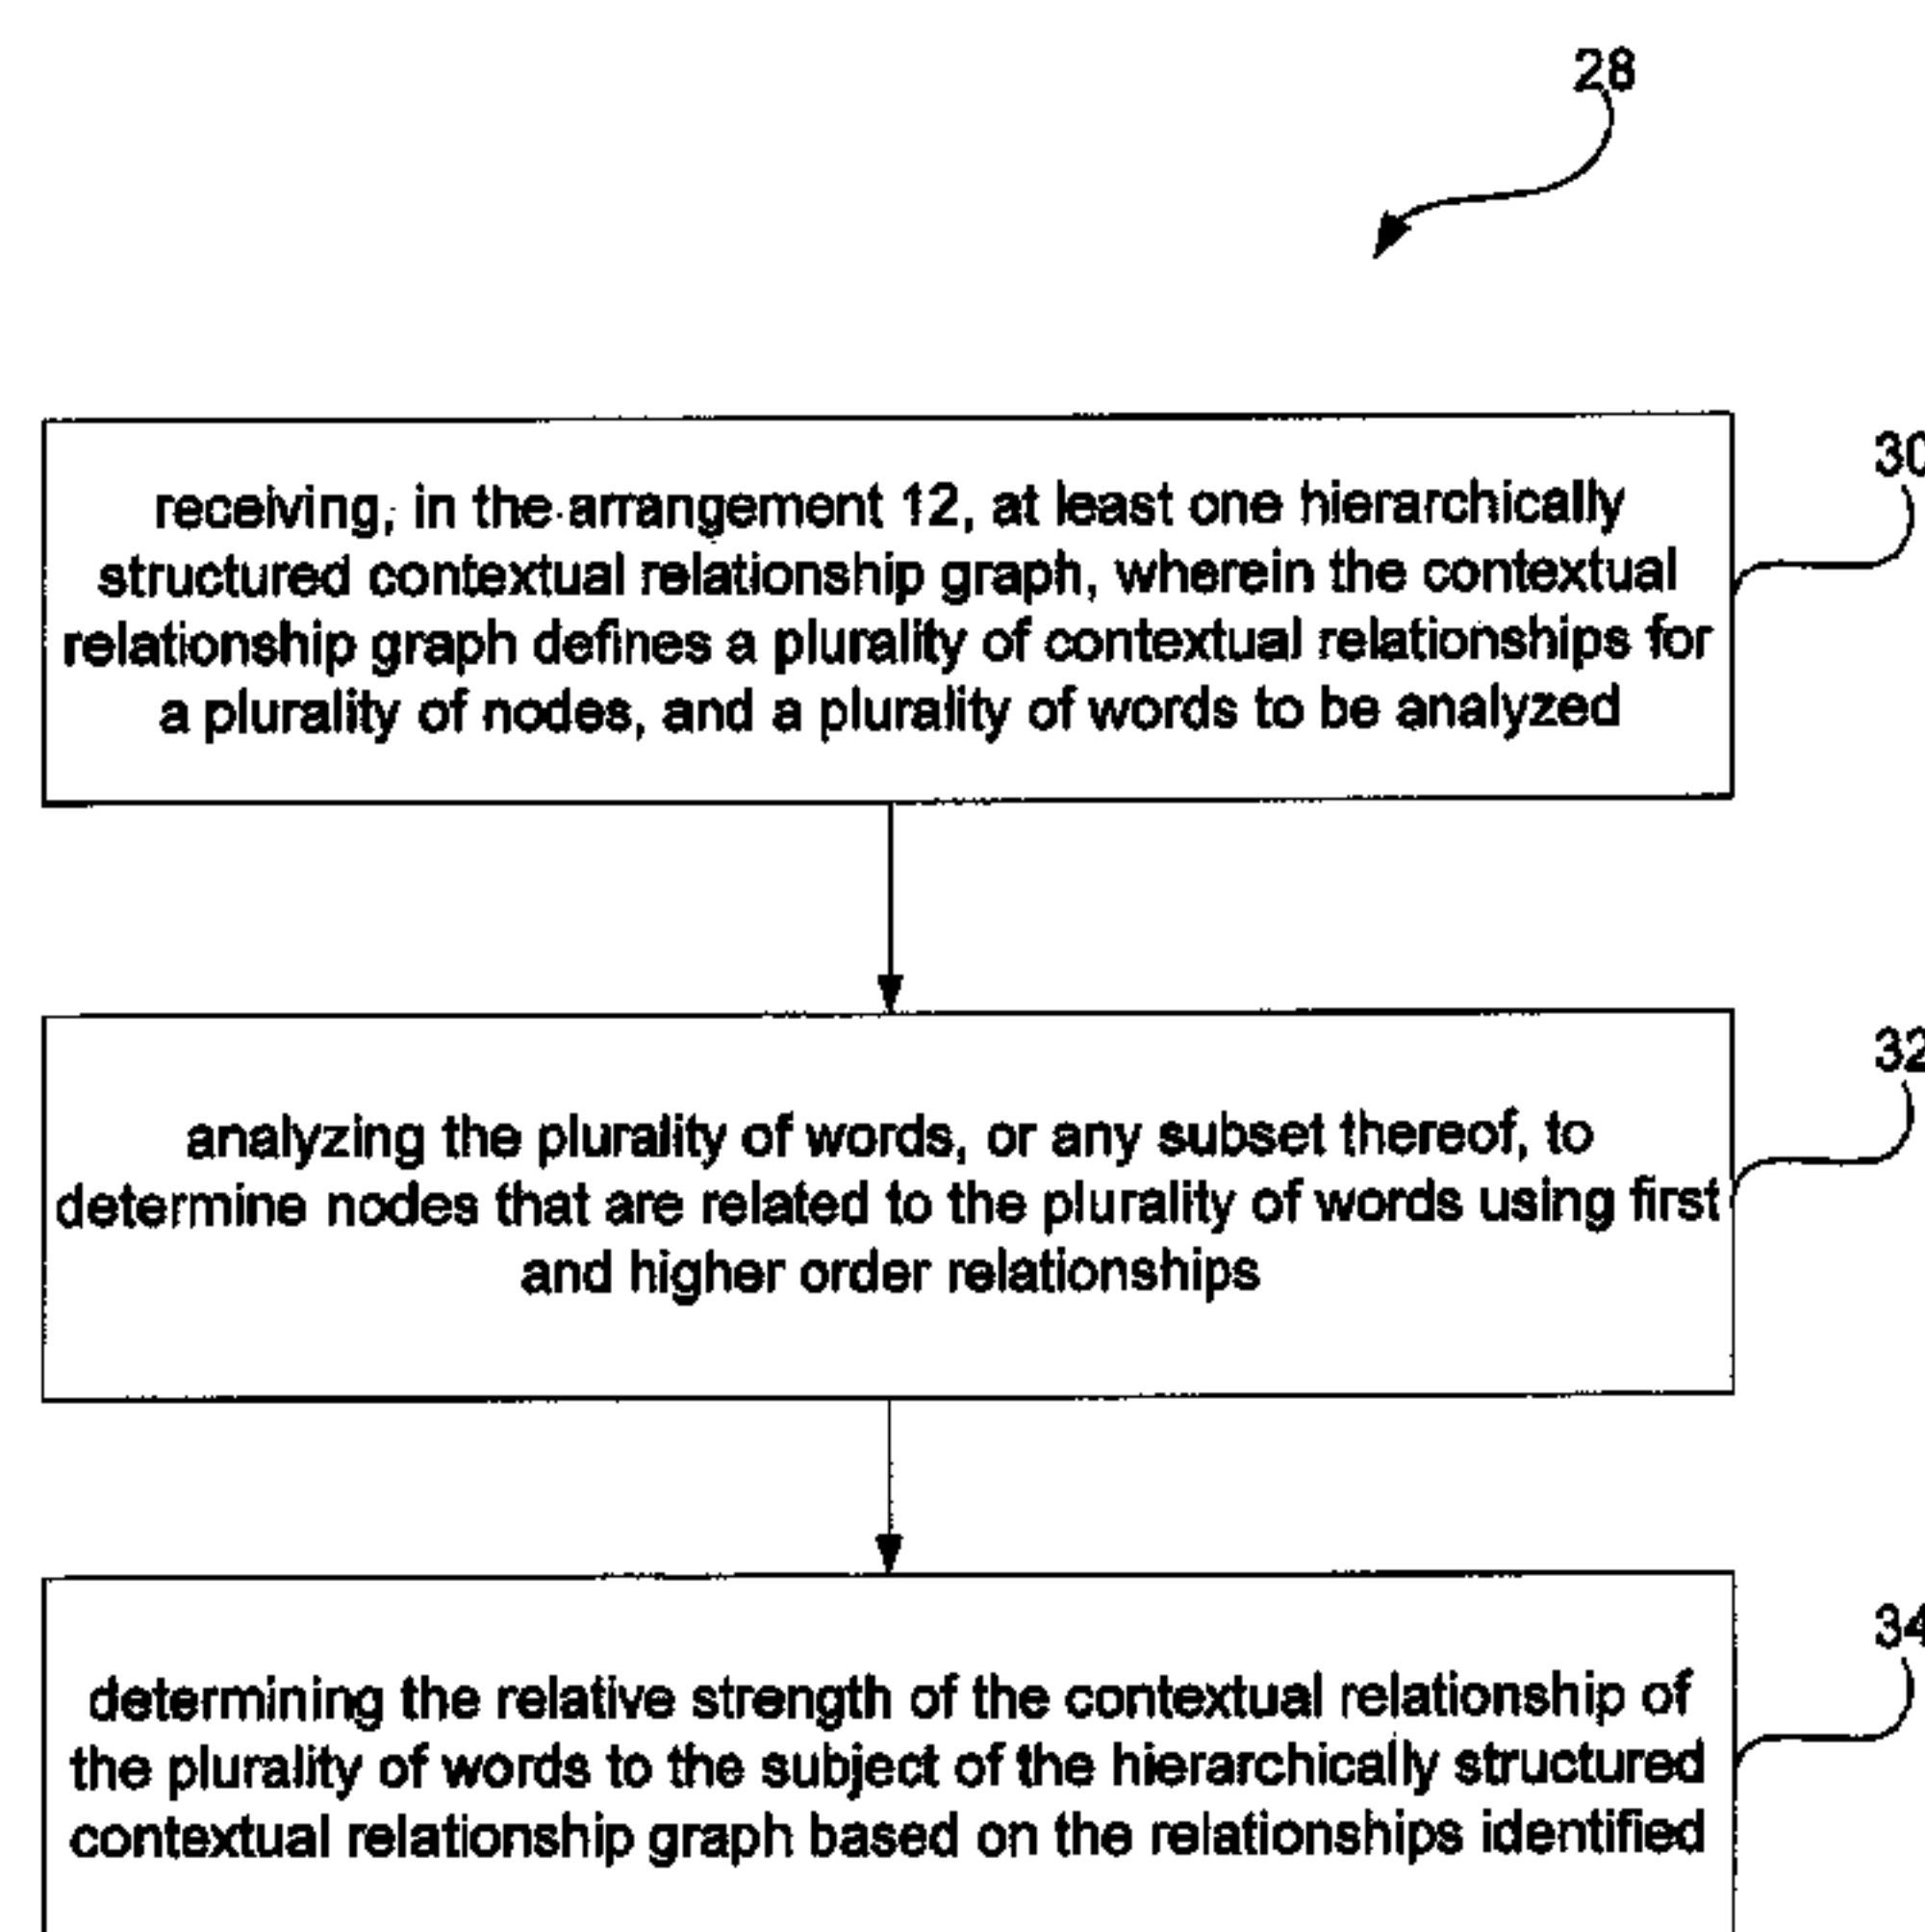 28
30
receiving, in the arrangement 12, at least one hierarchically
structured contextual relationship graph, wherein the contextual
relationship graph defines a plurality of contextual relationships for
a plurality of nodes, and a plurality of words to be analyzed
32
analyzing the plurality of words, or any subset thereof, to
determine nodes that are related to the plurality of words using first
and higher order relationships
34
determining the relative strength of the contextual relationship of
the plurality of words to the subject of the hierarchically structured
contextual relationship graph based on the relationships identified